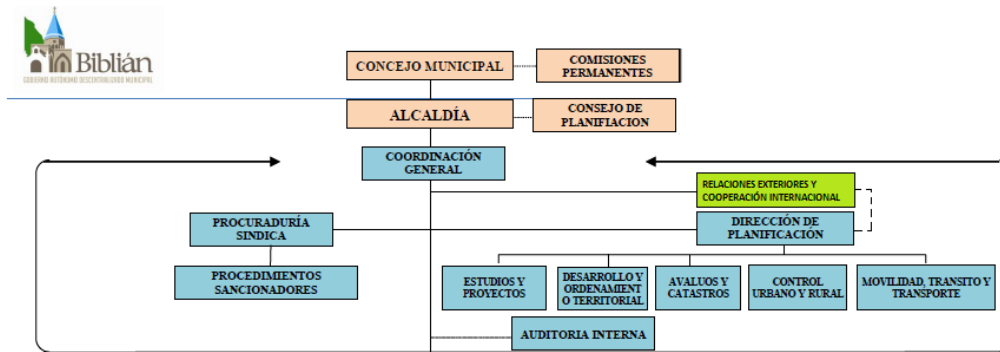 Biblián
GOBIERNO AUTÓNOMO DESCENTRALIZADO MUNICIPAL
CONCEJO MUNICIPAL
COMISIONES
PERMANENTES
ALCALDÍA
CONSEJO DE
PLANIFIACION
COORDINACIÓN
GENERAL
RELACIONES EXTERIORES Y
COOPERACIÓN INTERNACIONAL
PROCURADURÍA
SINDICA
DIRECCIÓN DE
PLANIFICACIÓN
PROCEDIMIENTOS
SANCIONADORES
ESTUDIOS Y
PROYECTOS
DESARROLLO Y
ORDENAMIENT
O TERRITORIAL
AVALUOS Y
CATASTROS
CONTROL
URBANO Y RURAL
MOVILIDAD, TRANSITO Y
TRANSPORTE
AUDITORIA INTERNA